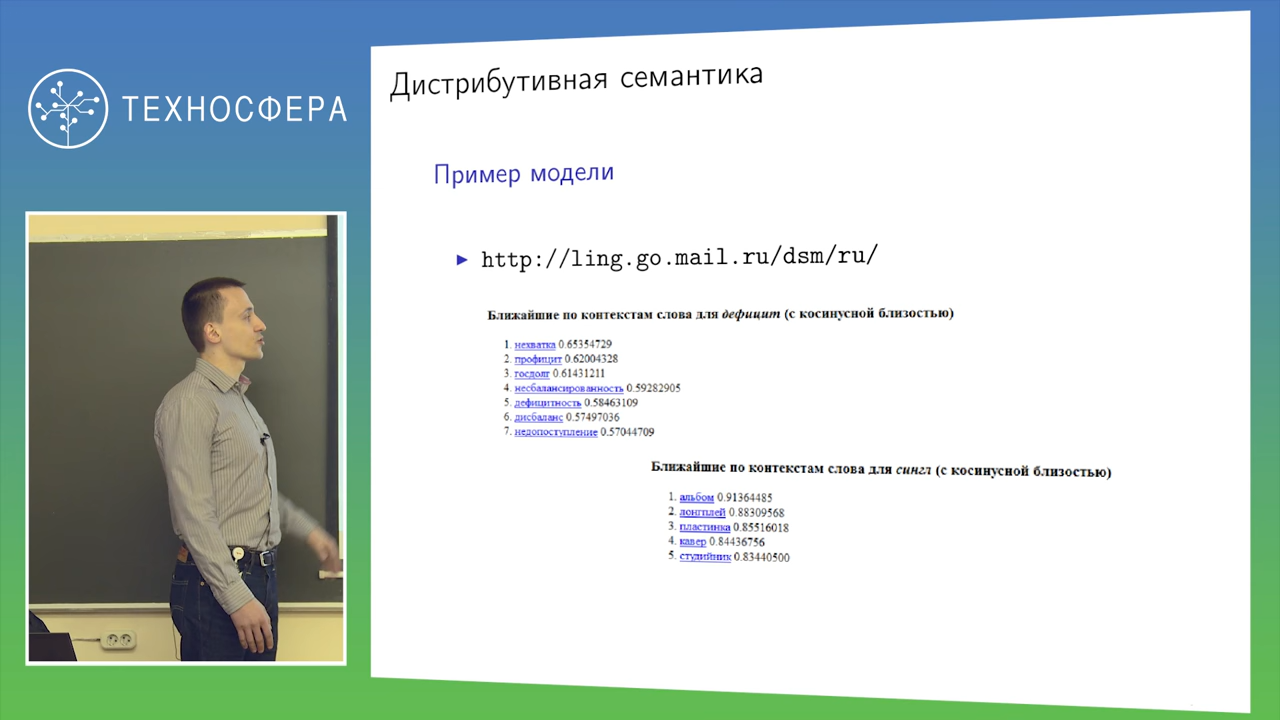 ТЕХНОСФЕРА
Дистрибутивная семантика
Пример модели
http://ling.go.mail.ru/dsm/ru/
Ближайшие по контекстам слова для дефицит (с косинусной близостью)
1. нехватка 0.65354729
2. профицит 0.62004328
3. госдолг 0.61431211
4. несбалансированность 0.59282905
5. дефицитность 0.58463109
6. дисбаланс 0.57497036
7. недопоступление 0.57044709
Ближайшие по контекстам слова для сингл (с косинусной близостью)
1. альбом 0.91364485
2. лонгплей 0.88309568
3. пластинка 0.85516018
4. кавер 0.84436756
5. студийник 0.83440500